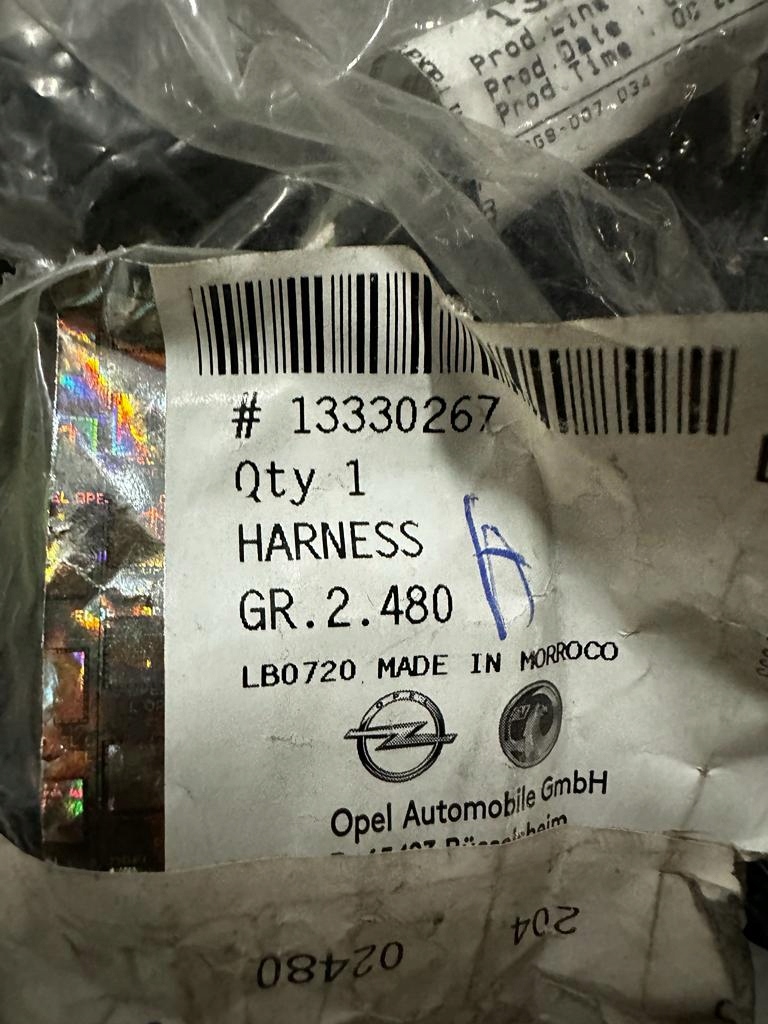 Prod.Line
Prod.Date
Prod.Time
# 13330267
Qty 1
HARNESS
GR.2.480
LB0720 MADE IN MORROCO
OPEL
Opel Automobile GmbH
02480
204